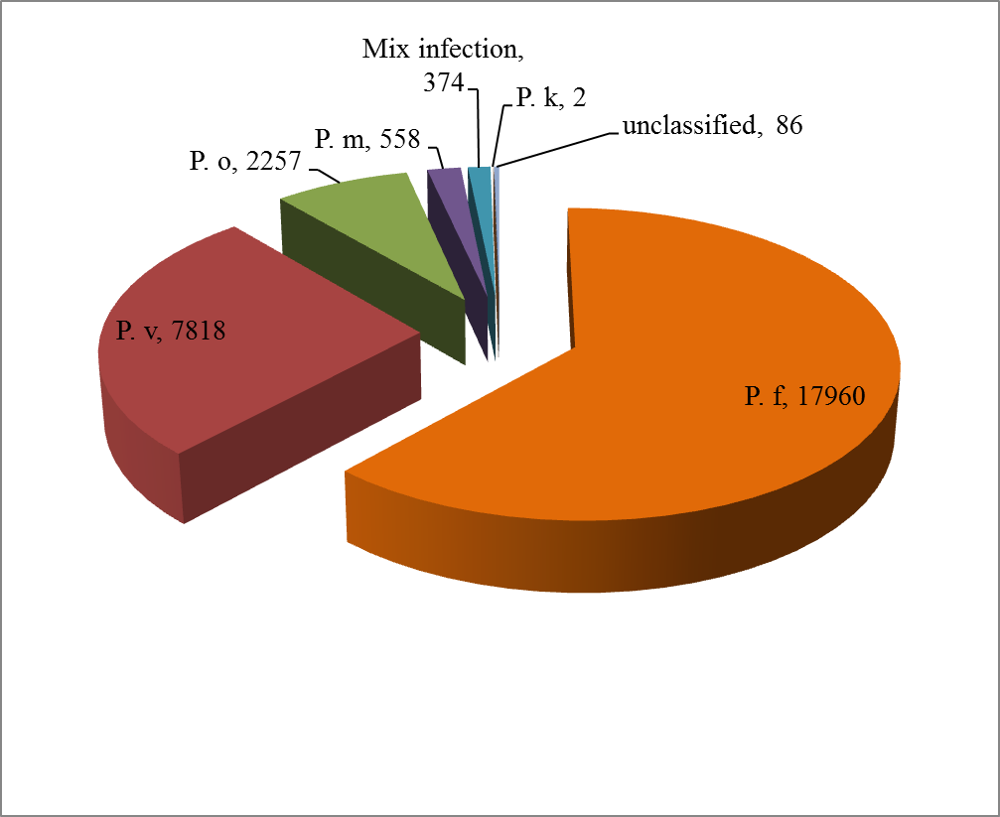 Mix infection,
374
P. k, 2
unclassified,  86
P. m, 558
P. o, 2257
P. v, 7818
P. f, 17960